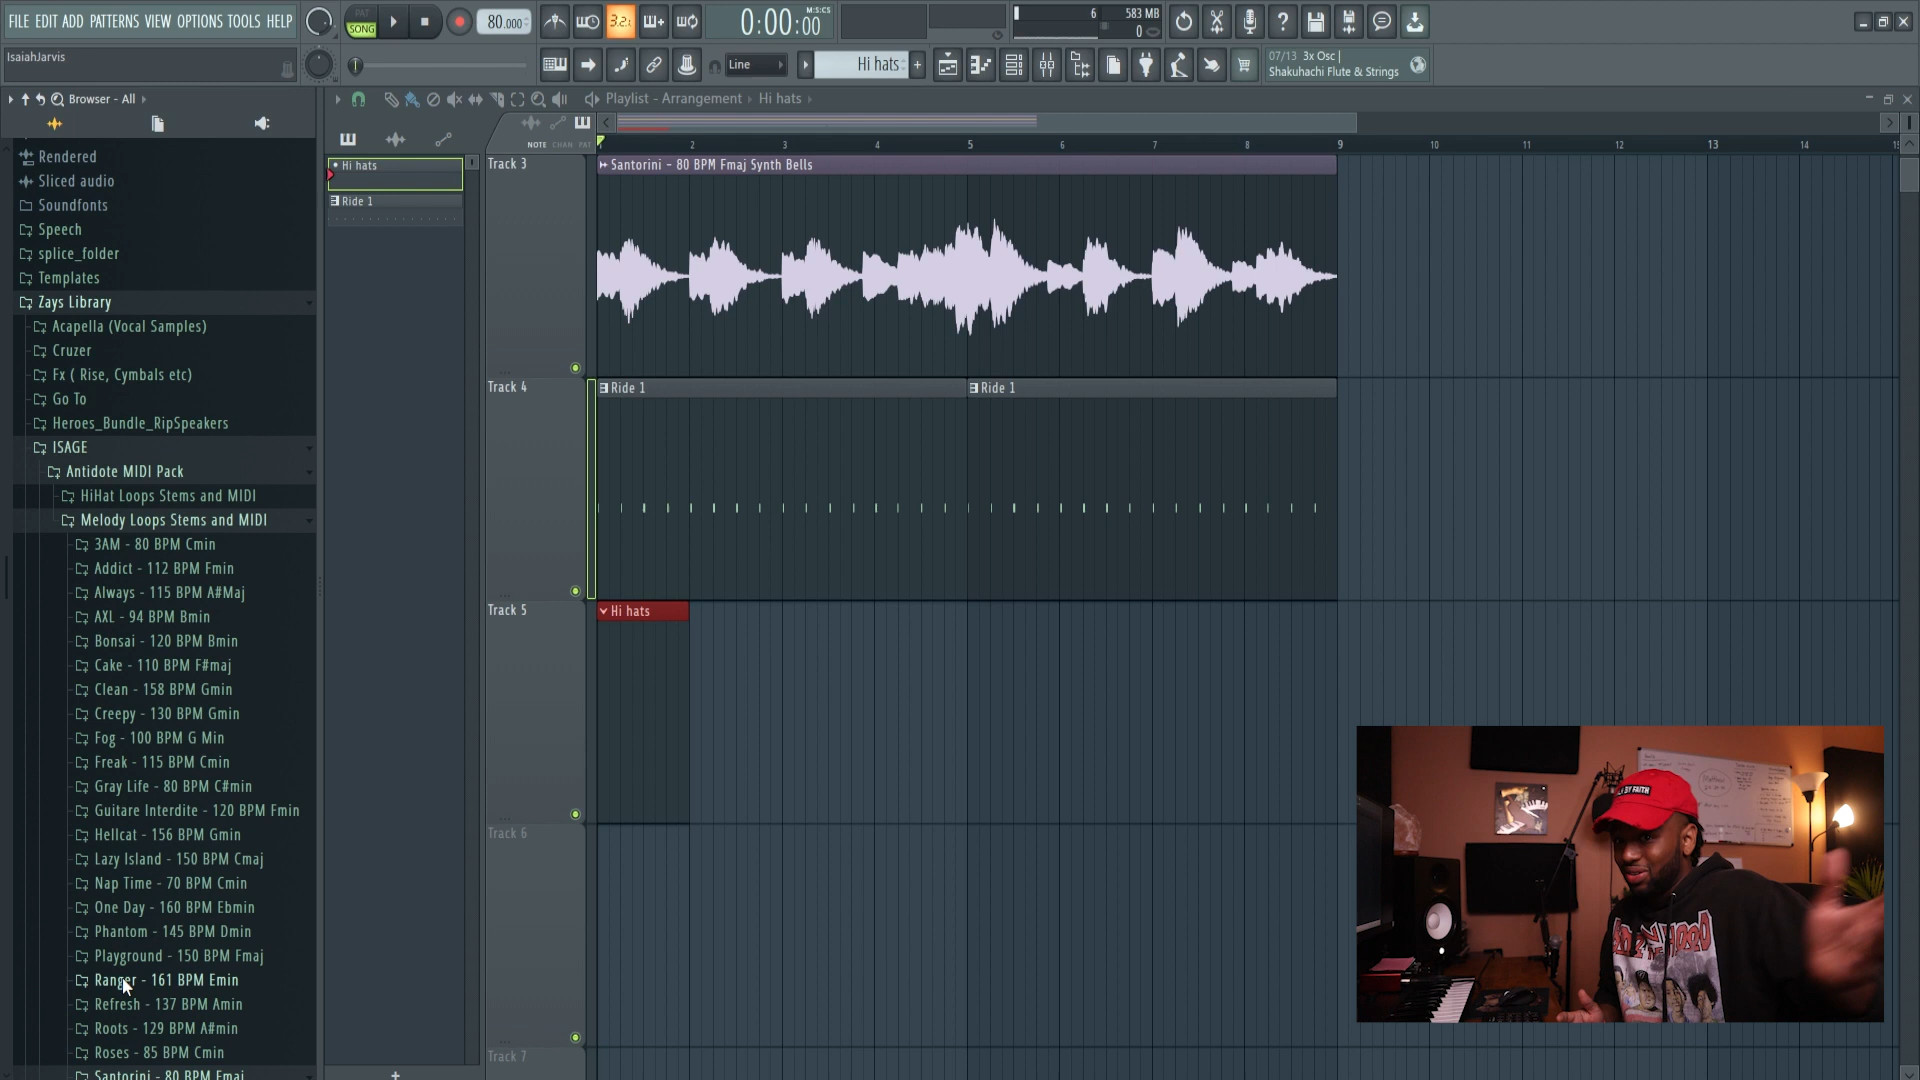 FILE EDIT ADD PATTERNS VIEW OPTIONS TOOLS HELP
PAT
SONG
80.000
3.2.
0:00:00
M:S:CS
6
583 MB
0
IsaiahJarvis
Line
Hi hats
+
07/13 3x Osc |
Shakuhachi Flute & Strings
Browser - All
Playlist - Arrangement
Hi hats
NOTE CHAN PAT
1 2 3 4 5 6 7 8 9 10 11 12 13 14
Rendered
Sliced audio
Soundfonts
Speech
splice_folder
Templates
Zays Library
Acapella (Vocal Samples)
Cruzer
Fx ( Rise, Cymbals etc)
Go To
Heroes_Bundle_RipSpeakers
ISAGE
Antidote MIDI Pack
HiHat Loops Stems and MIDI
Melody Loops Stems and MIDI
3AM - 80 BPM Cmin
Addict - 112 BPM Fmin
Always - 115 BPM A#Maj
AXL - 94 BPM Bmin
Bonsai - 120 BPM Bmin
Cake - 110 BPM F#maj
Clean - 158 BPM Gmin
Creepy - 130 BPM Gmin
Fog - 100 BPM G Min
Freak - 115 BPM Cmin
Gray Life - 80 BPM C#min
Guitare Interdite - 120 BPM Fmin
Hellcat - 156 BPM Gmin
Lazy Island - 150 BPM Cmaj
Nap Time - 70 BPM Cmin
One Day - 160 BPM Ebmin
Phantom - 145 BPM Dmin
Playground - 150 BPM Fmaj
Ranger - 161 BPM Emin
Refresh - 137 BPM Amin
Roots - 129 BPM A#min
Roses - 85 BPM Cmin
Santorini - 80 BPM Fmaj
Hi hats
Ride 1
Track 3
Santorini - 80 BPM Fmaj Synth Bells
Track 4
Ride 1
Ride 1
Track 5
Hi hats
Track 6
Track 7
BY FAITH